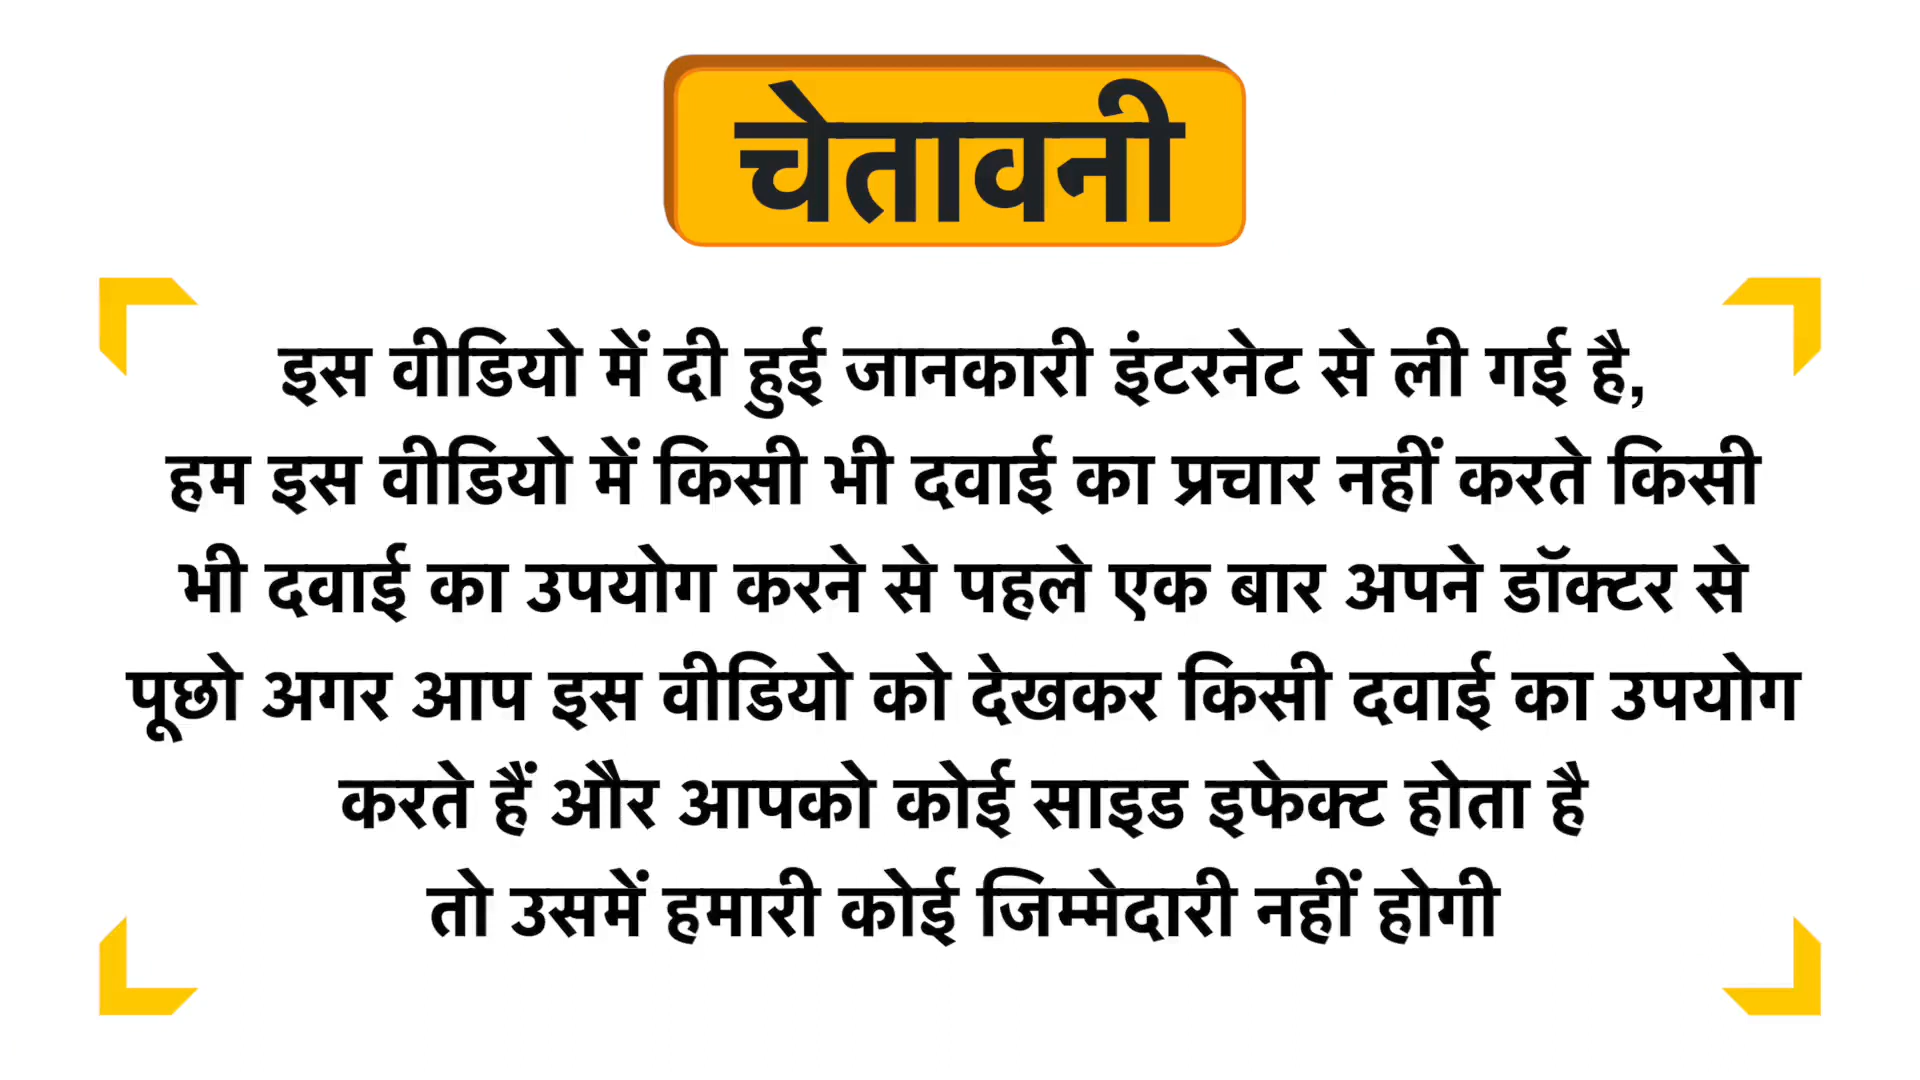 चेतावनी
इस वीडियो में दी हुई जानकारी इंटरनेट से ली गई है,
हम इस वीडियो में किसी भी दवाई का प्रचार नहीं करते किसी
भी दवाई का उपयोग करने से पहले एक बार अपने डॉक्टर से
पूछो अगर आप इस वीडियो को देखकर किसी दवाई का उपयोग
करते हैं और आपको कोई साइड इफेक्ट होता है
तो उसमें हमारी कोई जिम्मेदारी नहीं होगी